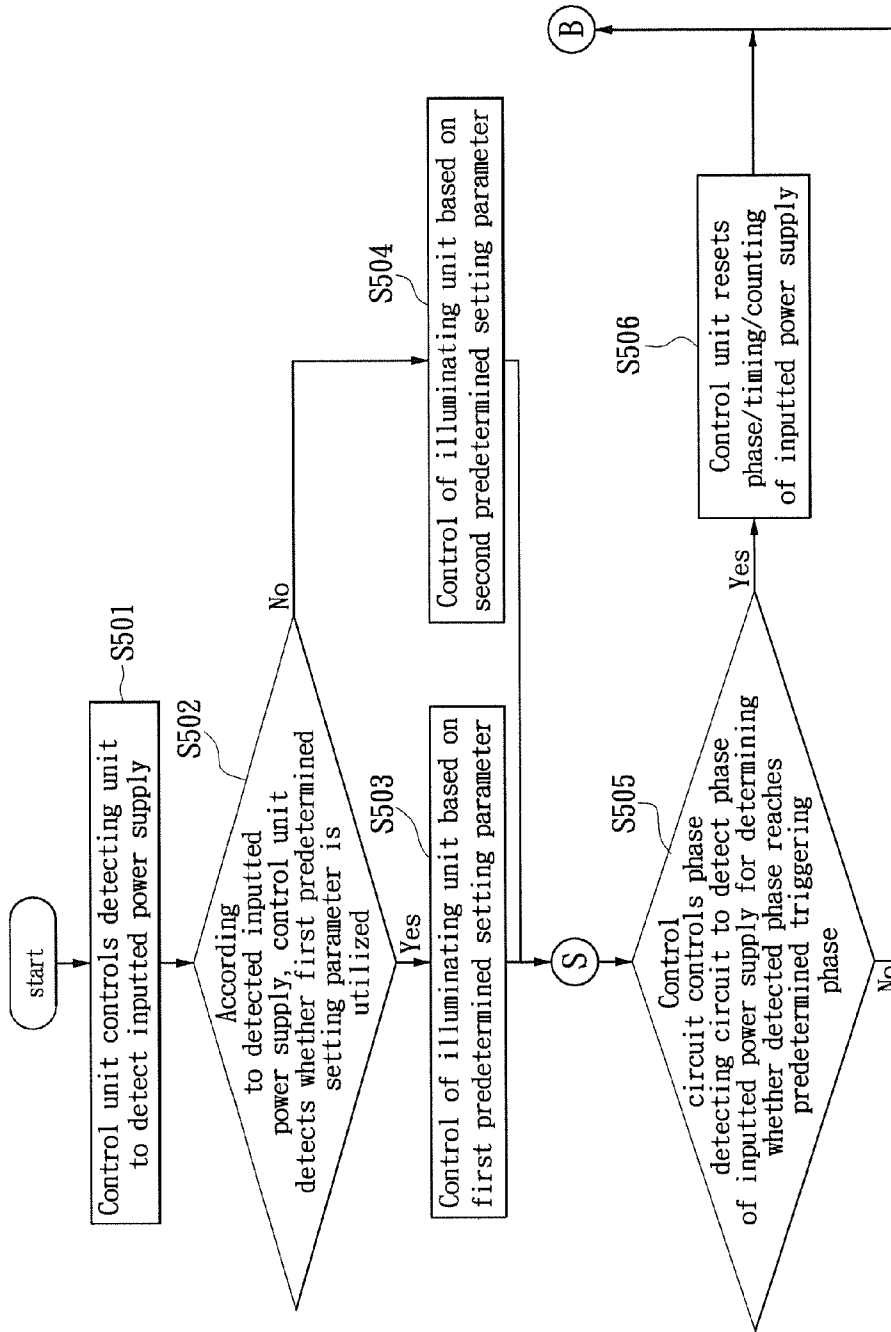 start
S501
Control unit controls detecting unit
to detect inputted power supply
S502
According
to detected inputted
power supply, control unit
detects whether first predetermined
setting parameter is
utilized
No
Yes
S503
Control of illuminating unit based on
first predetermined setting parameter
S504
Control of illuminating unit based on
second predetermined setting parameter
S
S505
Control
circuit controls phase
detecting circuit to detect phase
of inputted power supply for determining
whether detected phase reaches
predetermined triggering
phase
Yes
No
S506
Control unit resets
phase/timing/counting
of inputted power supply
B